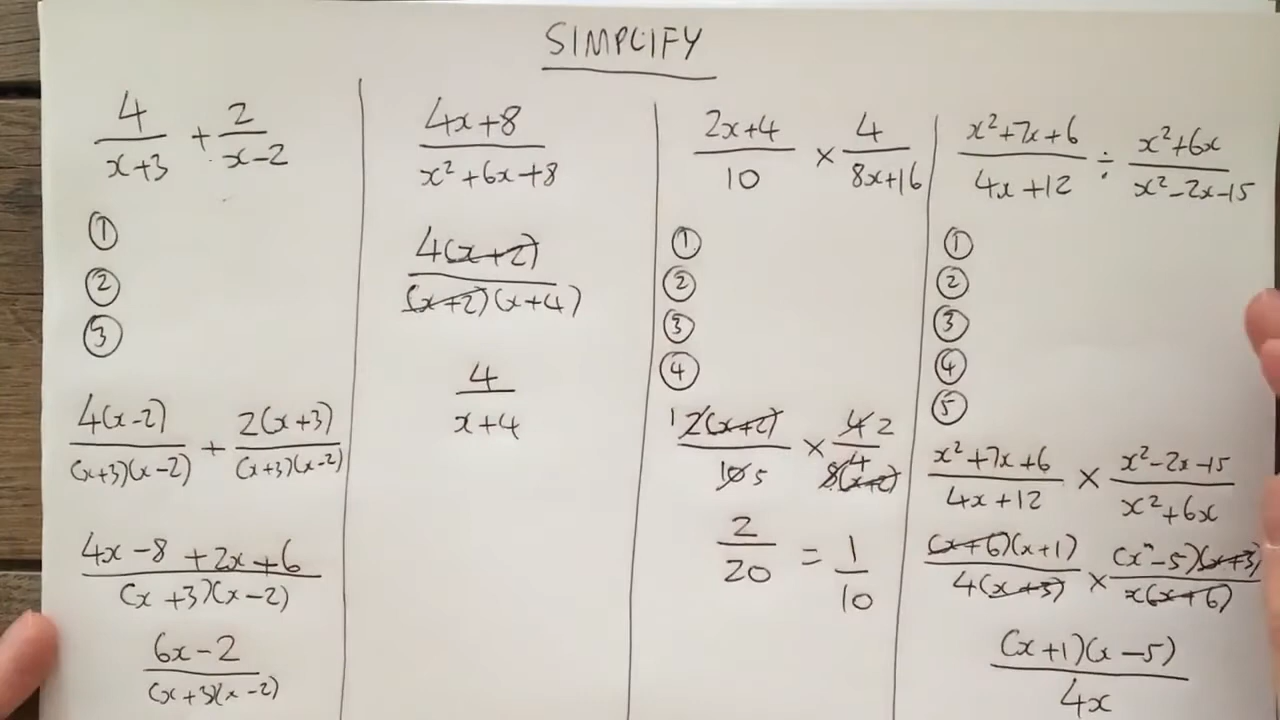 SIMPLIFY
4/(x+3) + 2/(x-2)
①
②
③
4(x-2)/(x+3)(x-2) + 2(x+3)/(x+3)(x-2)
4x-8+2x+6/(x+3)(x-2)
6x-2/(x+3)(x-2)
4x+8/x²+6x+8
4(x+2)/(x+2)(x+4)
4/x+4
2x+4/10 × 4/8x+16
①
②
③
④
1 2(x+2)/10 5 × 4 2/8 4(x+2)
2/20 = 1/10
x²+7x+6/4x+12 ÷ x²+6x/x²-2x-15
①
②
③
④
⑤
x²+7x+6/4x+12 × x²-2x-15/x²+6x
(x+6)(x+1)/4(x+3) × (x-5)(x+3)/x(x+6)
(x+1)(x-5)/4x